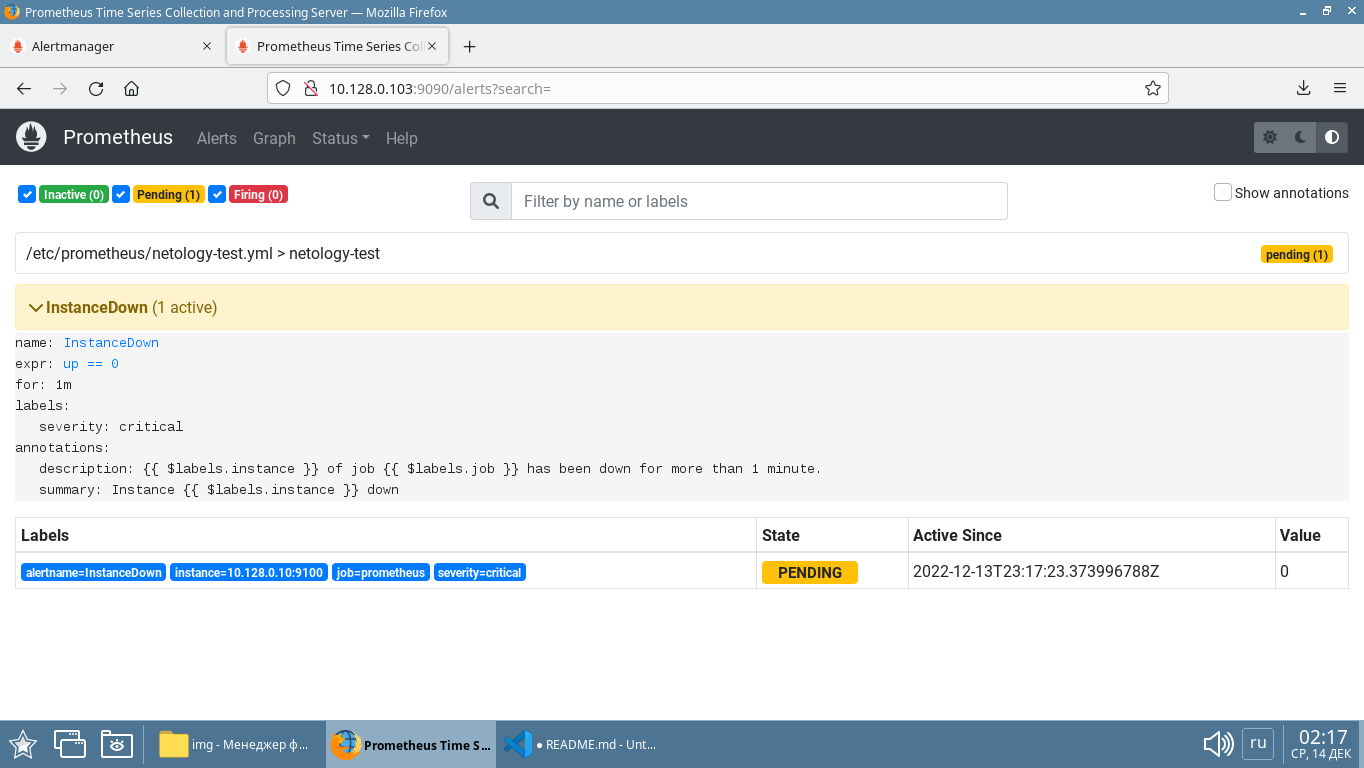 Prometheus Time Series Collection and Processing Server — Mozilla Firefox
Alertmanager
Prometheus Time Series Col
10.128.0.103:9090/alerts?search=
Prometheus Alerts Graph Status Help
Inactive (0) Pending (1) Firing (0)
Filter by name or labels
Show annotations
/etc/prometheus/netology-test.yml > netology-test
pending (1)
InstanceDown (1 active)
name: InstanceDown
expr: up == 0
for: 1m
labels:
severity: critical
annotations:
description: {{ $labels.instance }} of job {{ $labels.job }} has been down for more than 1 minute.
summary: Instance {{ $labels.instance }} down
Labels State Active Since Value
alertname=InstanceDown instance=10.128.0.10:9100 job=prometheus severity=critical PENDING 2022-12-13T23:17:23.373996788Z 0
img - Менеджер ф...
Prometheus Time S...
● README.md - Unt...
ru
02:17
СР, 14 ДЕК